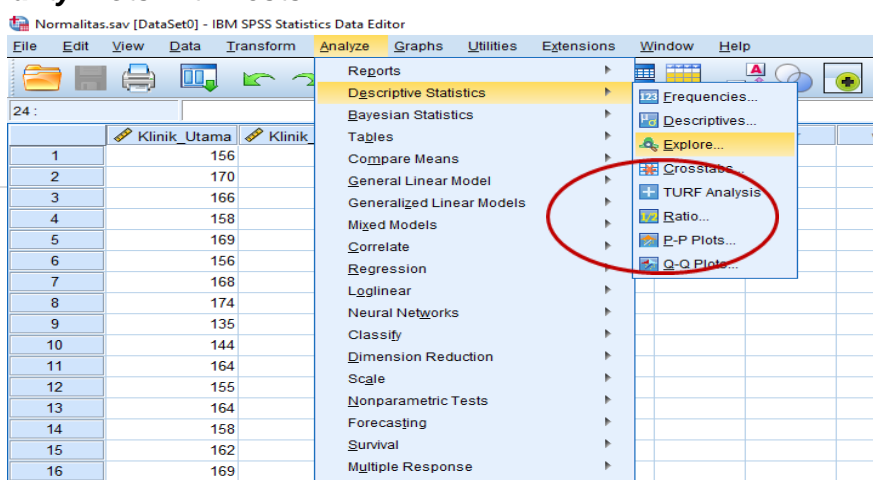 Normalitas.sav [DataSet0] - IBM SPSS Statistics Data Editor
File Edit View Data Transform Analyze Graphs Utilities Extensions Window Help
24 :
Klinik_Utama Klinik_
1 156
2 170
3 166
4 158
5 169
6 156
7 168
8 174
9 135
10 144
11 164
12 155
13 164
14 158
15 162
16 169
Reports
Descriptive Statistics
Bayesian Statistics
Tables
Compare Means
General Linear Model
Generalized Linear Models
Mixed Models
Correlate
Regression
Loglinear
Neural Networks
Classify
Dimension Reduction
Scale
Nonparametric Tests
Forecasting
Survival
Multiple Response
Frequencies...
Descriptives...
Explore...
Crosstabs...
TURF Analysis
Ratio...
P-P Plots...
Q-Q Plots...